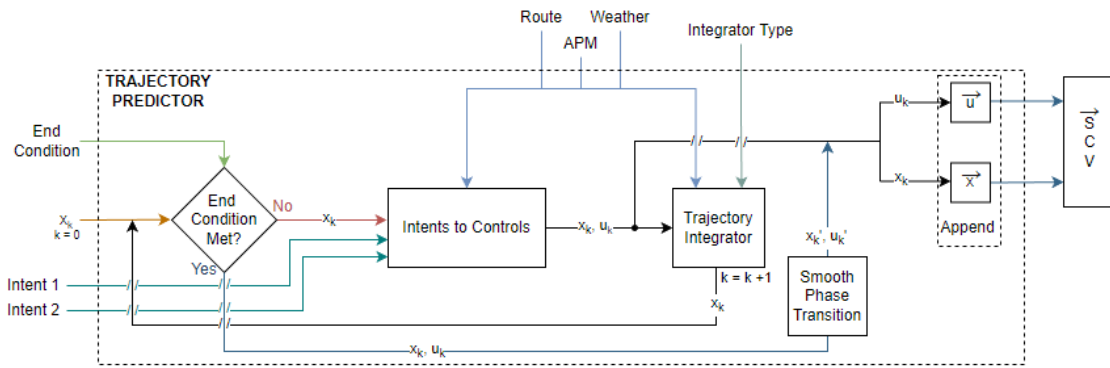 Route
Weather
APM
Integrator Type
TRAJECTORY
PREDICTOR
End
Condition
x_k
k = 0
End
Condition
Met?
No
x_k
Yes
Intent 1
Intent 2
Intents to Controls
x_k, u_k
Trajectory
Integrator
k = k +1
x_k
x_k, u_k
x_k', u_k'
Smooth
Phase
Transition
u_k
x_k
u
x
Append
S
C
V